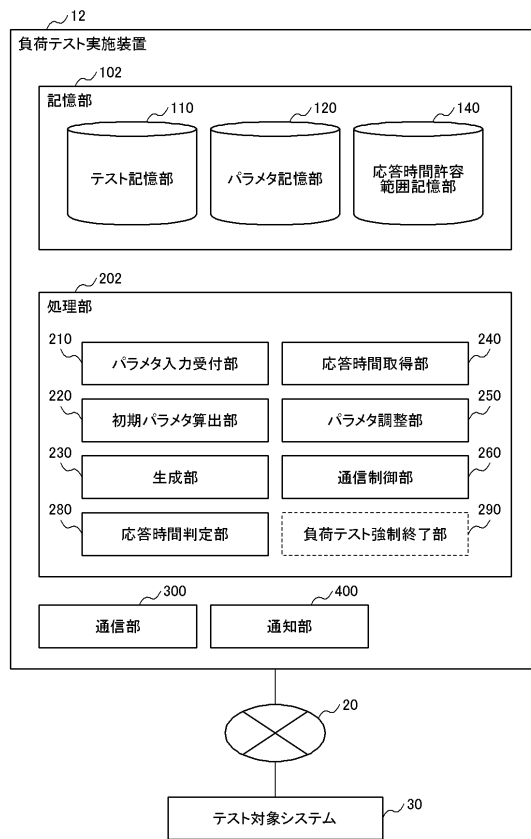 12
負荷テスト実施装置
102
記憶部
110
テスト記憶部
120
パラメタ記憶部
140
応答時間許容
範囲記憶部
202
処理部
210
パラメタ入力受付部
240
応答時間取得部
220
初期パラメタ算出部
250
パラメタ調整部
230
生成部
260
通信制御部
280
応答時間判定部
290
負荷テスト強制終了部
300
通信部
400
通知部
20
30
テスト対象システム